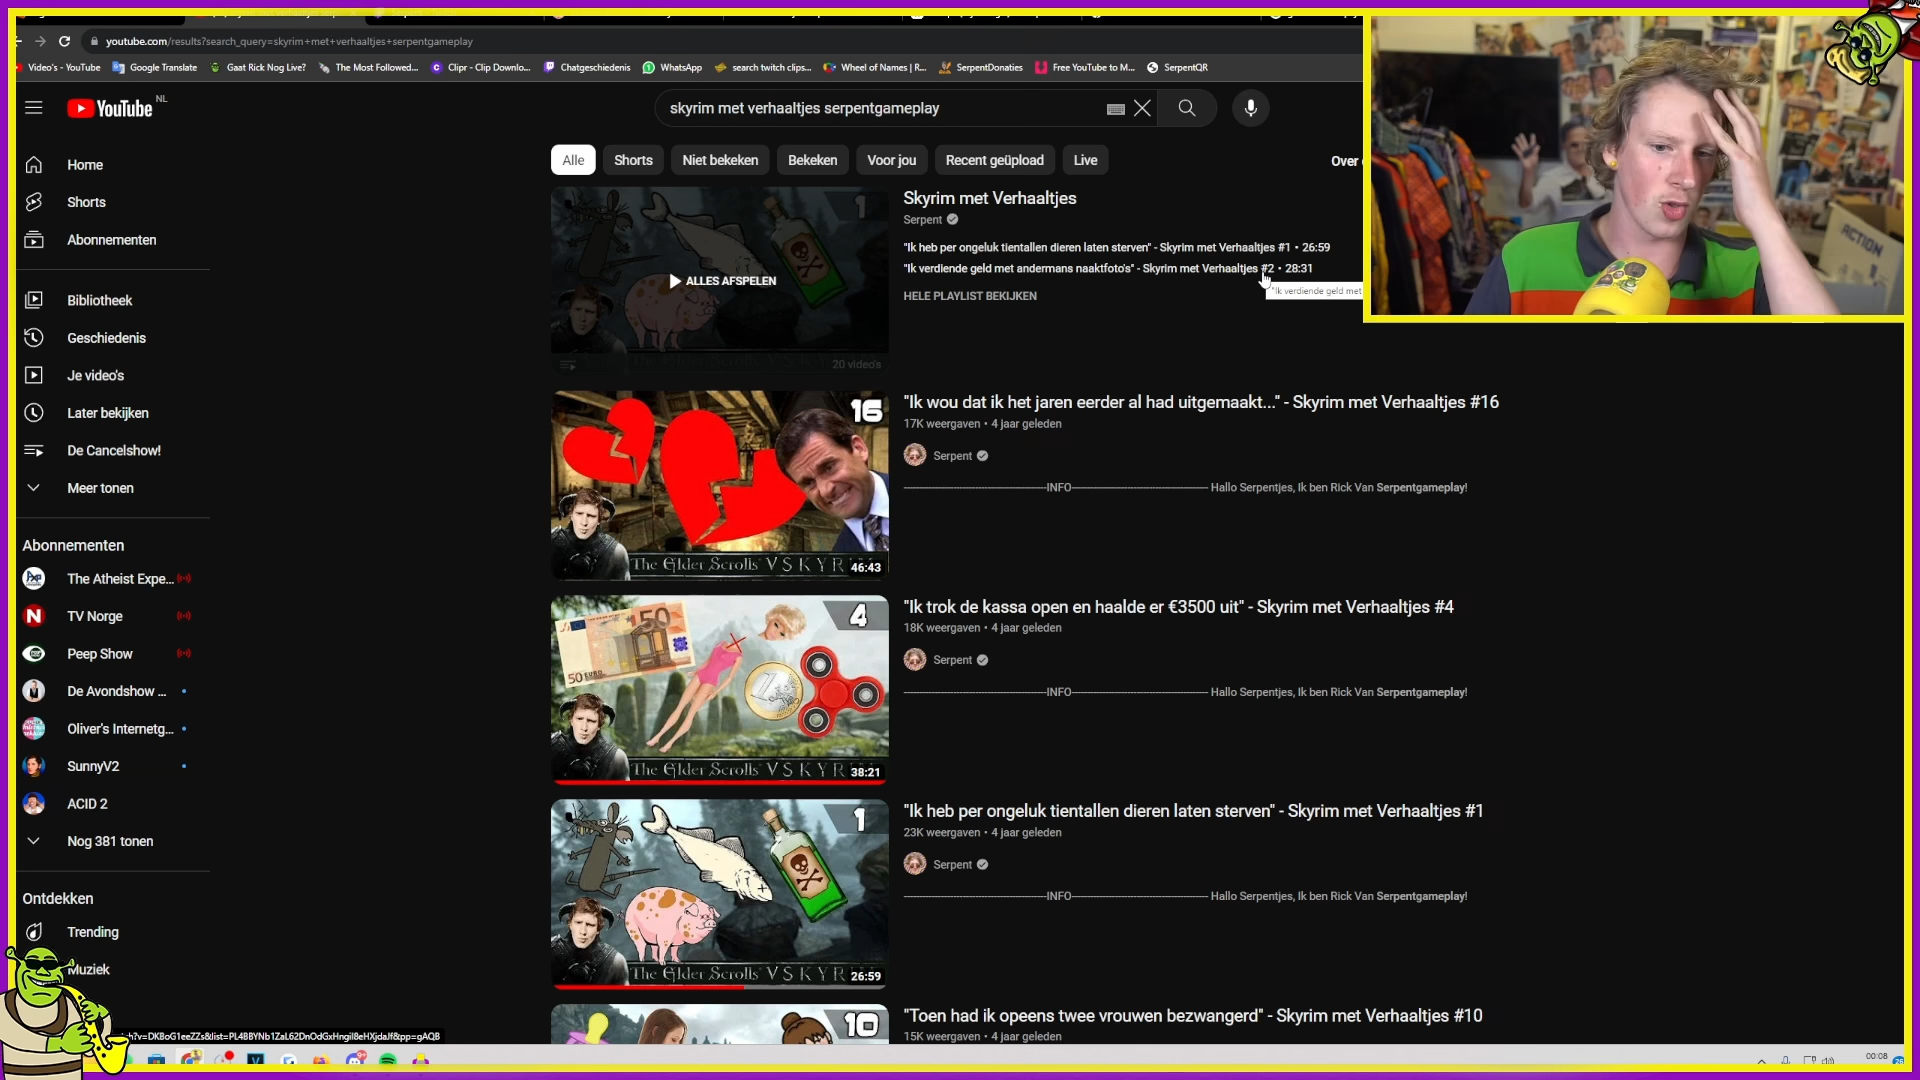 youtube.com/results?search_query=skyrim+met+verhaaltjes+serpentgameplay
Video's - YouTube
Google Translate
Gaat Rick Nog Live?
The Most Followed...
Clipr - Clip Downlo...
Chatgeschiedenis
WhatsApp
search twitch clips...
Wheel of Names | R...
SerpentDonaties
Free YouTube to M...
SerpentQR
YouTube NL
skyrim met verhaaltjes serpentgameplay
Alle
Shorts
Niet bekeken
Bekeken
Voor jou
Recent geüpload
Live
Over
Home
Shorts
Abonnementen
Bibliotheek
Geschiedenis
Je video's
Later bekijken
De Cancelshow!
Meer tonen
Abonnementen
The Atheist Expe...
TV Norge
Peep Show
De Avondshow ...
Oliver's Internetg...
SunnyV2
ACID 2
Nog 381 tonen
Ontdekken
Trending
Muziek
1
ALLES AFSPELEN
20 video's
Skyrim met Verhaaltjes
Serpent
"Ik heb per ongeluk tientallen dieren laten sterven" - Skyrim met Verhaaltjes #1 • 26:59
"Ik verdiende geld met andermans naaktfoto's" - Skyrim met Verhaaltjes #2 • 28:31
"Ik verdiende geld met
HELE PLAYLIST BEKIJKEN
ACTION
16
The Elder Scrolls V SKYR
46:43
"Ik wou dat ik het jaren eerder al had uitgemaakt..." - Skyrim met Verhaaltjes #16
17K weergaven • 4 jaar geleden
Serpent
INFO Hallo Serpentjes, Ik ben Rick Van Serpentgameplay!
4
50
50 EURO
1
The Elder Scrolls V SKYR
38:21
"Ik trok de kassa open en haalde er €3500 uit" - Skyrim met Verhaaltjes #4
18K weergaven • 4 jaar geleden
Serpent
INFO Hallo Serpentjes, Ik ben Rick Van Serpentgameplay!
1
The Elder Scrolls V SKYR
26:59
"Ik heb per ongeluk tientallen dieren laten sterven" - Skyrim met Verhaaltjes #1
23K weergaven • 4 jaar geleden
Serpent
INFO Hallo Serpentjes, Ik ben Rick Van Serpentgameplay!
10
"Toen had ik opeens twee vrouwen bezwangerd" - Skyrim met Verhaaltjes #10
15K weergaven • 4 jaar geleden
00:08